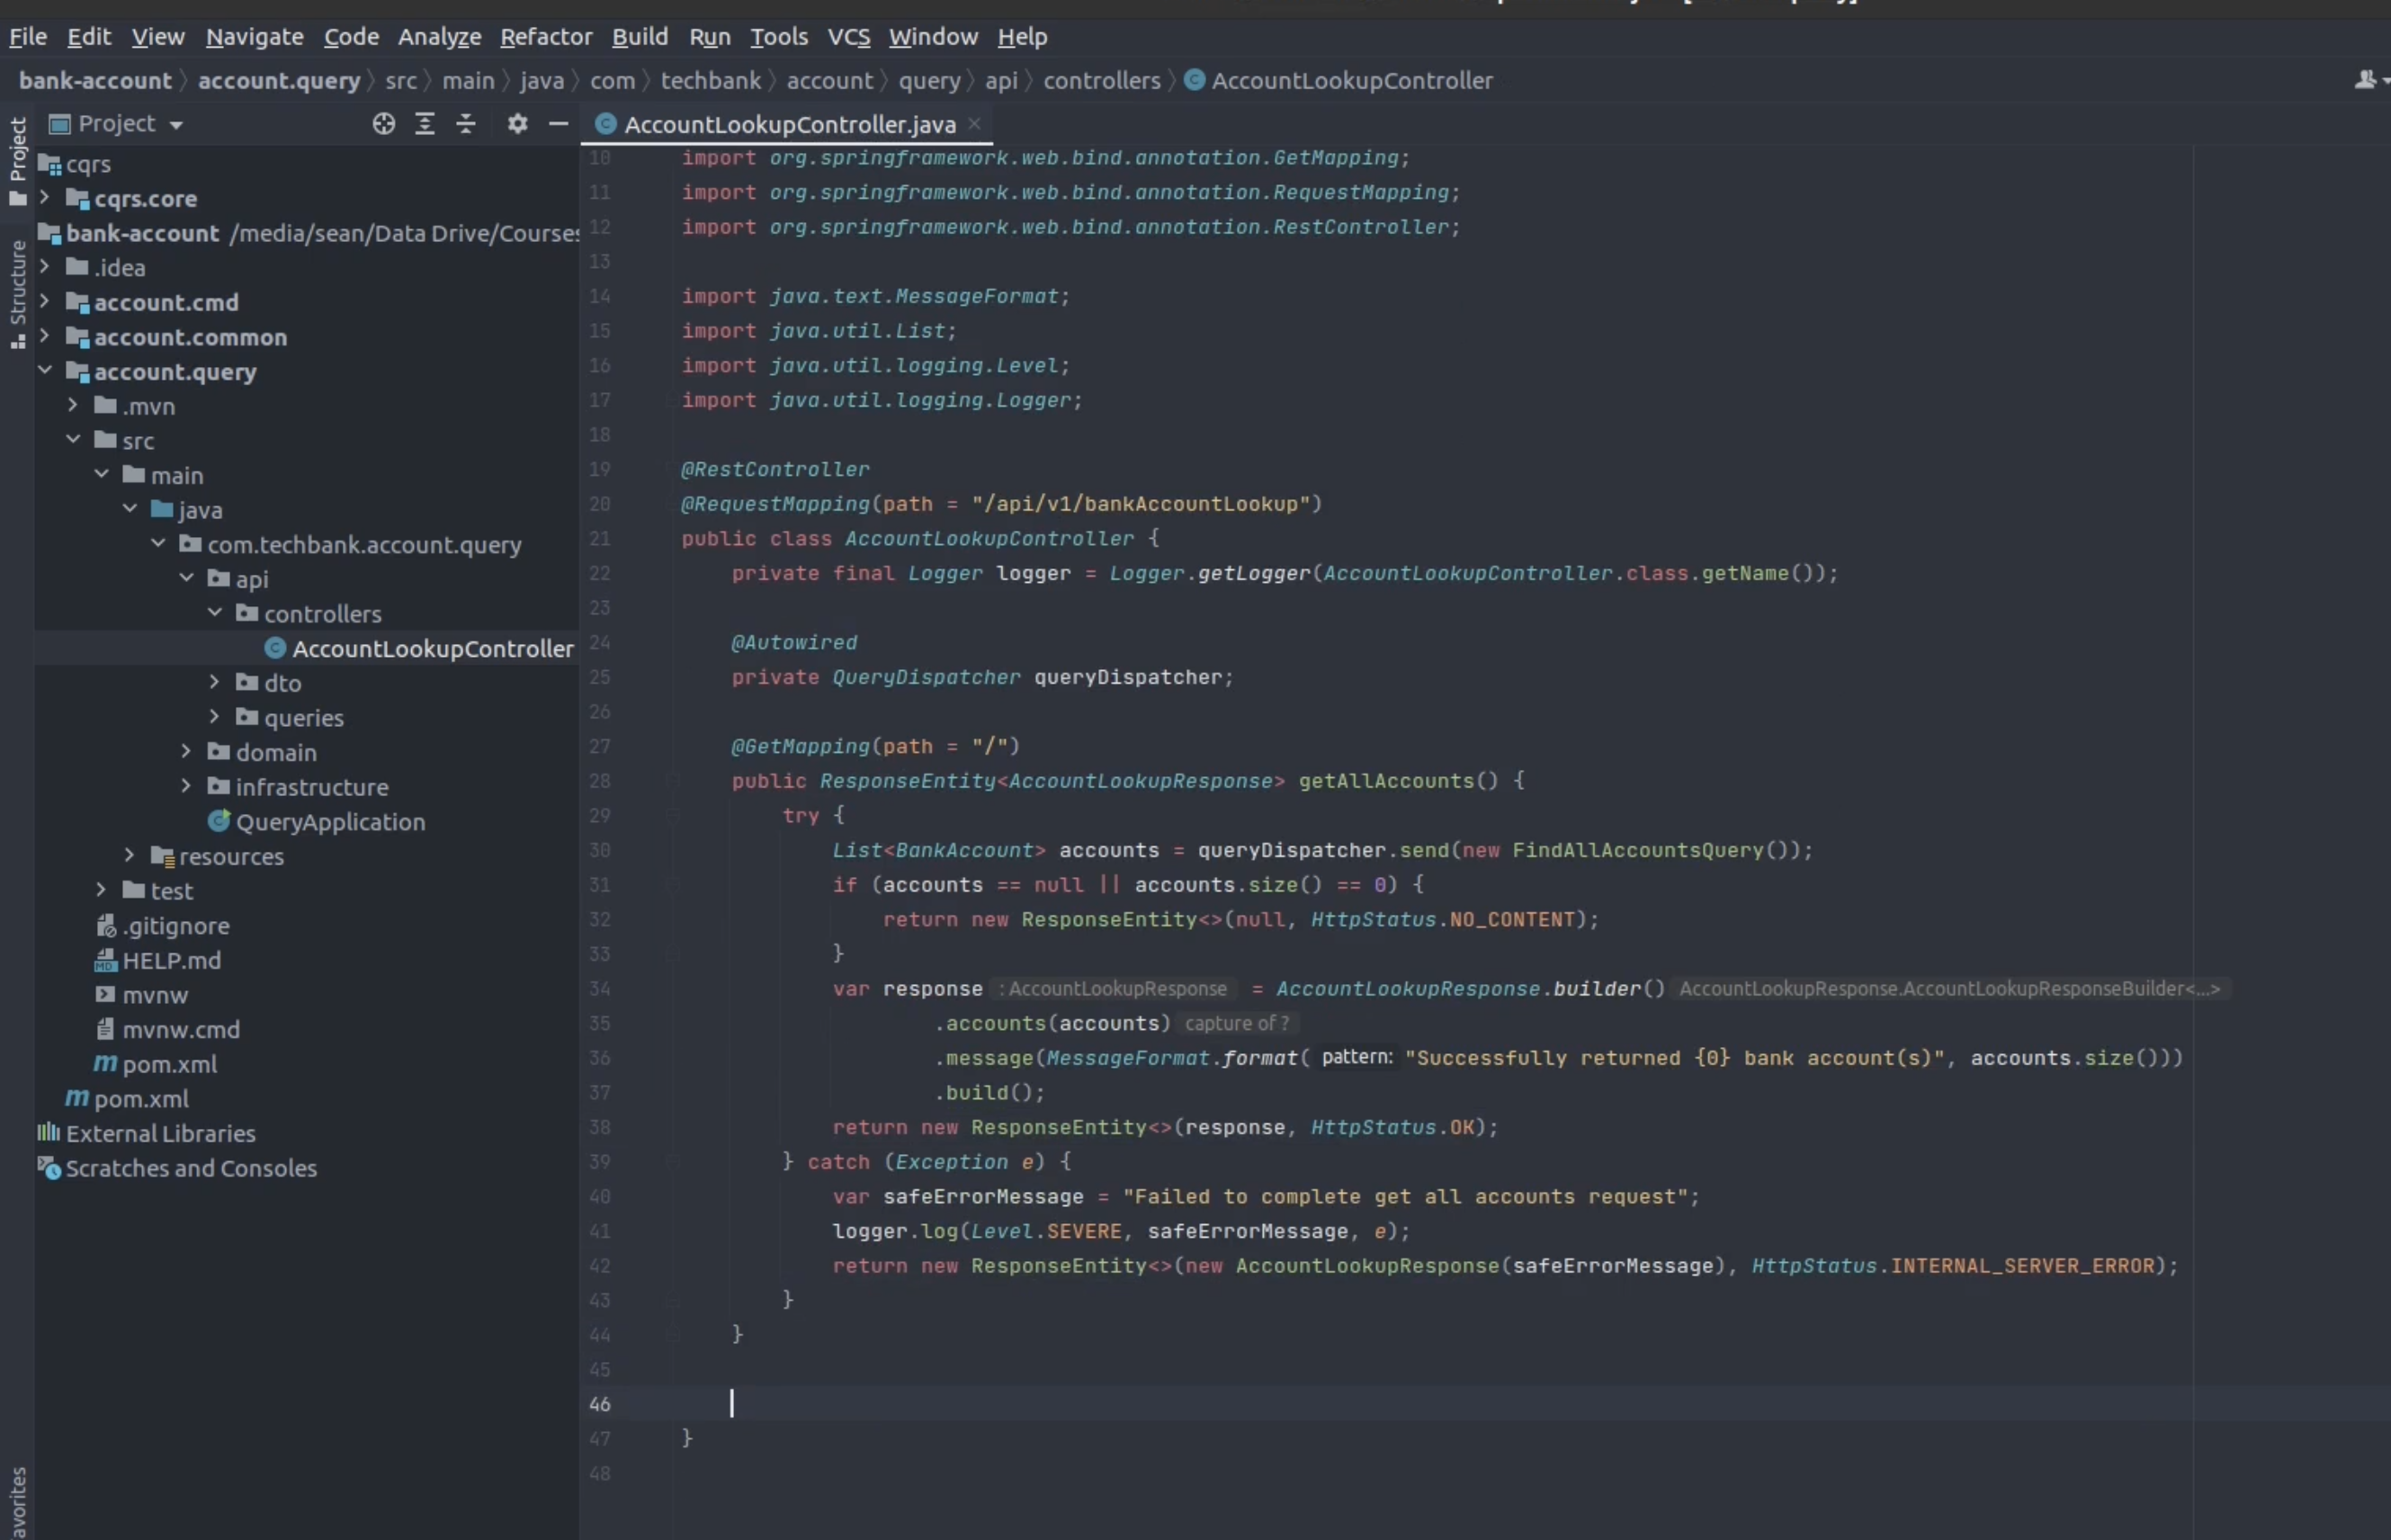 File Edit View Navigate Code Analyze Refactor Build Run Tools VCS Window Help
bank-account account.query src main java com techbank account query api controllers AccountLookupController
Project
Project
Structure
cqrs
cqrs.core
bank-account /media/sean/Data Drive/Courses
.idea
account.cmd
account.common
account.query
.mvn
src
main
java
com.techbank.account.query
api
controllers
AccountLookupController
dto
queries
domain
infrastructure
QueryApplication
resources
test
.gitignore
HELP.md
mvnw
mvnw.cmd
pom.xml
pom.xml
External Libraries
Scratches and Consoles
AccountLookupController.java
10 import org.springframework.web.bind.annotation.GetMapping;
11 import org.springframework.web.bind.annotation.RequestMapping;
12 import org.springframework.web.bind.annotation.RestController;
13
14 import java.text.MessageFormat;
15 import java.util.List;
16 import java.util.logging.Level;
17 import java.util.logging.Logger;
18
19 @RestController
20 @RequestMapping(path = "/api/v1/bankAccountLookup")
21 public class AccountLookupController {
22 private final Logger logger = Logger.getLogger(AccountLookupController.class.getName());
23
24 @Autowired
25 private QueryDispatcher queryDispatcher;
26
27 @GetMapping(path = "/")
28 public ResponseEntity<AccountLookupResponse> getAllAccounts() {
29 try {
30 List<BankAccount> accounts = queryDispatcher.send(new FindAllAccountsQuery());
31 if (accounts == null || accounts.size() == 0) {
32 return new ResponseEntity<>(null, HttpStatus.NO_CONTENT);
33 }
34 var response : AccountLookupResponse = AccountLookupResponse.builder() AccountLookupResponse.AccountLookupResponseBuilder<...>
35 .accounts(accounts) capture of ?
36 .message(MessageFormat.format( pattern: "Successfully returned {0} bank account(s)", accounts.size()))
37 .build();
38 return new ResponseEntity<>(response, HttpStatus.OK);
39 } catch (Exception e) {
40 var safeErrorMessage = "Failed to complete get all accounts request";
41 logger.log(Level.SEVERE, safeErrorMessage, e);
42 return new ResponseEntity<>(new AccountLookupResponse(safeErrorMessage), HttpStatus.INTERNAL_SERVER_ERROR);
43 }
44 }
45
46
47 }
48